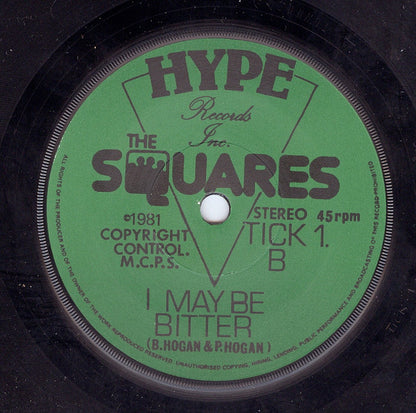 HYPE
Records
Inc.
THE
SQUARES
©1981
COPYRIGHT
CONTROL.
M.C.P.S.
STEREO 45rpm
TICK 1.
B
I MAY BE
BITTER
(B. HOGAN & P. HOGAN)
ALL RIGHTS OF THE PRODUCER AND OF THE OWNER OF THE WORK REPRODUCED RESERVED. UNAUTHORISED COPYING, HIRING, LENDING, PUBLIC PERFORMANCE AND BROADCASTING OF THIS RECORD PROHIBITED